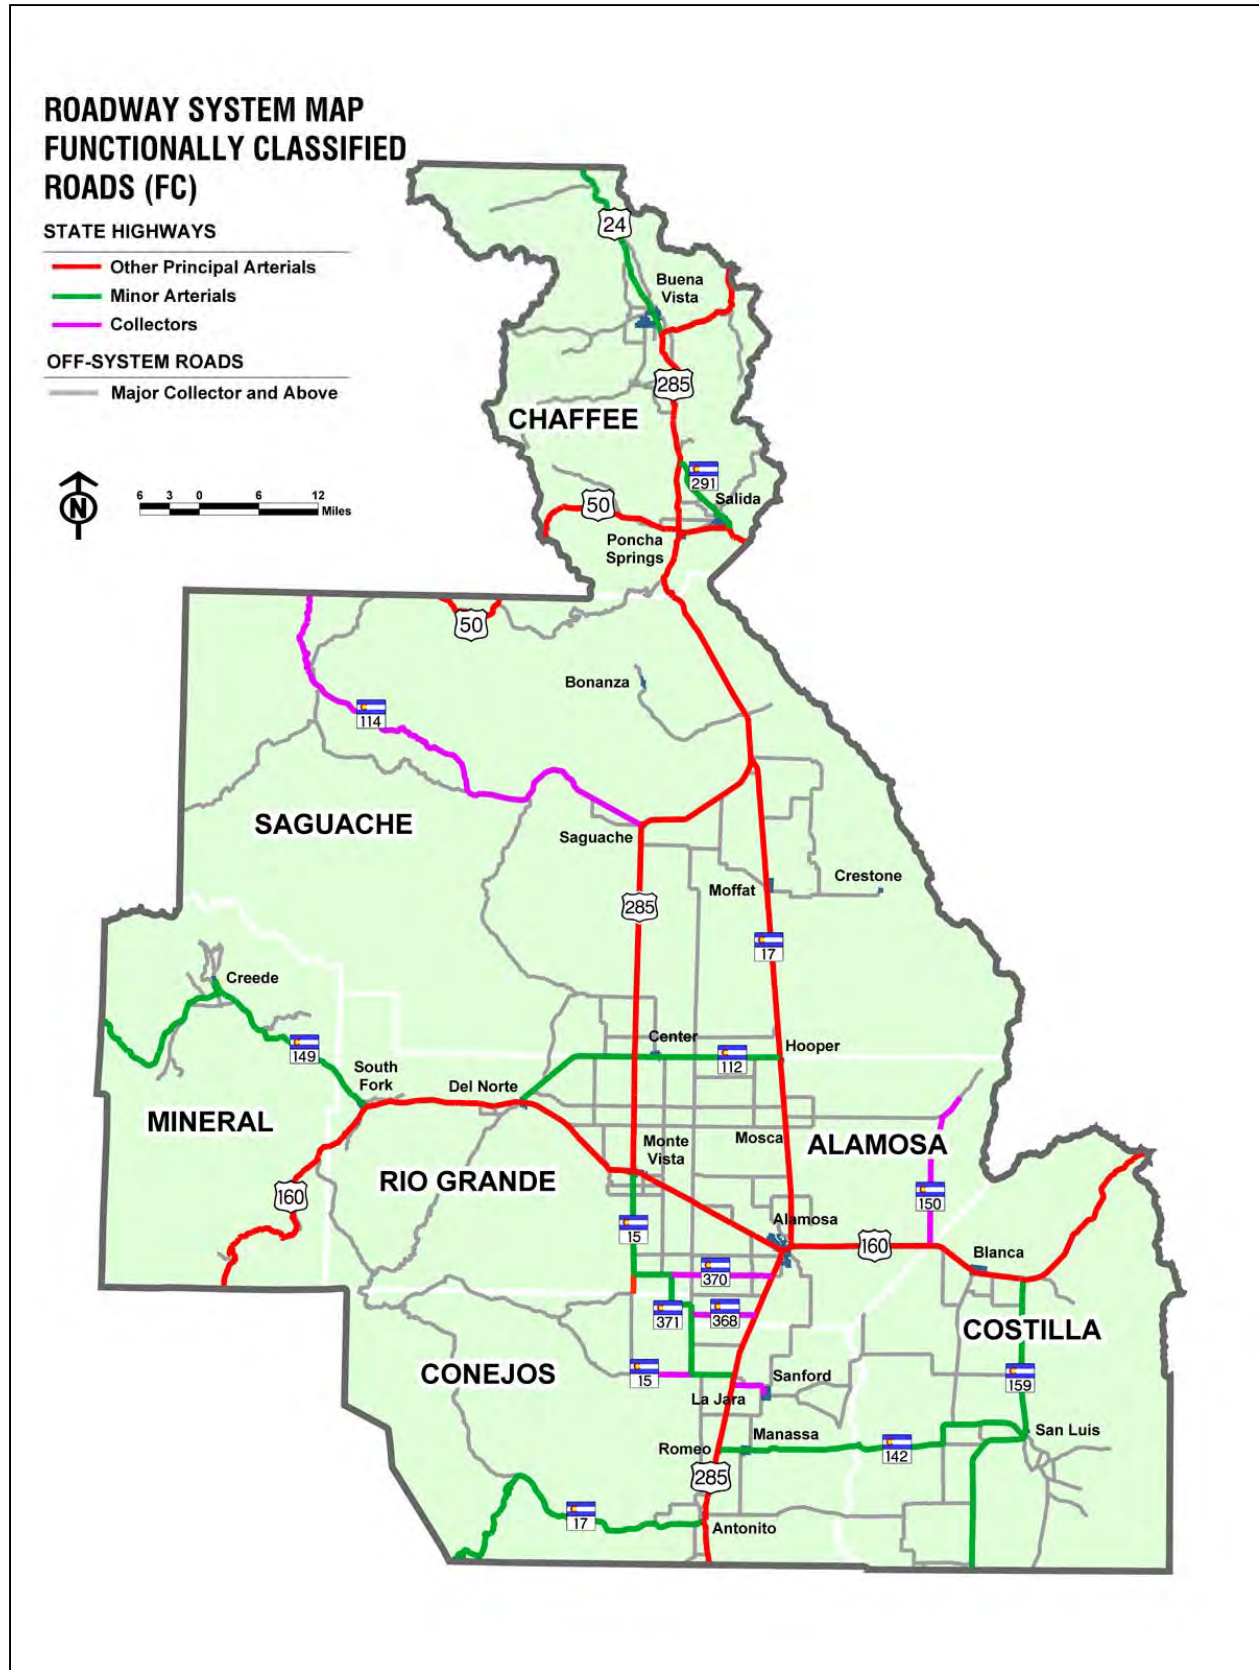 ROADWAY SYSTEM MAP
FUNCTIONALLY CLASSIFIED
ROADS (FC)
STATE HIGHWAYS
Other Principal Arterials
Minor Arterials
Collectors
OFF-SYSTEM ROADS
Major Collector and Above
N
6 3 0 6 12
Miles
24
Buena
Vista
285
CHAFFEE
291
Salida
50
Poncha
Springs
50
Bonanza
114
SAGUACHE
Saguache
Moffat
Crestone
285
17
Creede
149
Center
112
Hooper
South
Fork
Del Norte
MINERAL
Monte
Vista
Mosca
ALAMOSA
RIO GRANDE
160
150
15
Alamosa
160
Blanca
370
371
368
COSTILLA
CONEJOS
15
Sanford
159
La Jara
Manassa
San Luis
Romeo
142
285
17
Antonito